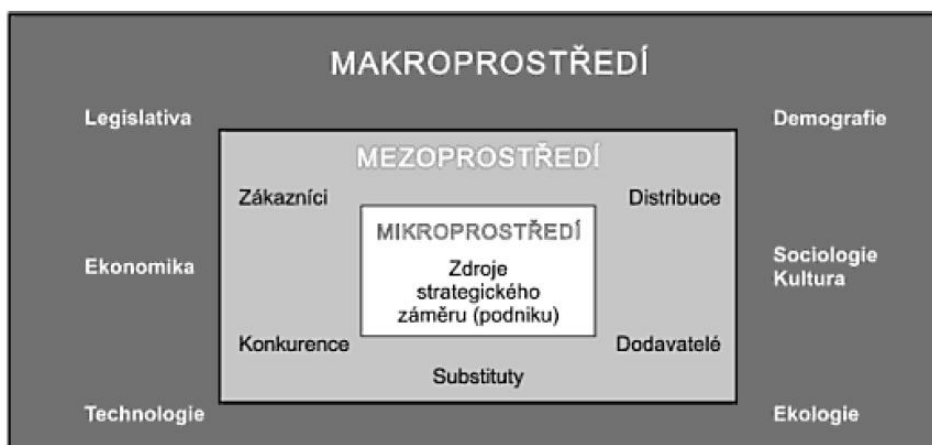 MAKROPROSTŘEDÍ
Legislativa
Demografie
MEZOPROSTŘEDÍ
Zákazníci
Distribuce
MIKROPROSTŘEDÍ
Zdroje
strategického
záměru (podniku)
Ekonomika
Sociologie
Kultura
Konkurence
Dodavatelé
Substituty
Technologie
Ekologie